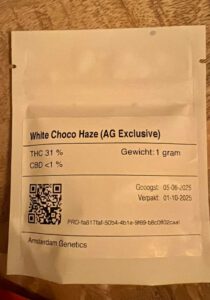 White Choco Haze (AG Exclusive)
THC 31 % Gewicht: 1 gram
CBD <1 %
Geoogst: 05-06-2025
Verpakt: 01-10-2025
Amsterdam Genetics